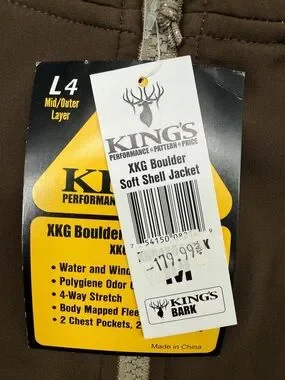 L4
Mid/Outer
Layer
KING'S
PERFORMANCE PATTERN PRICE
XKG Boulder
Soft Shell Jacket
179.99
M
KING'S
BARK
PERFORMAN
XKG Boulder
• Water and Wind
• Polygiene Odor
• 4-Way Stretch
• Body Mapped Flee
• 2 Chest Pockets, 2
Made in China